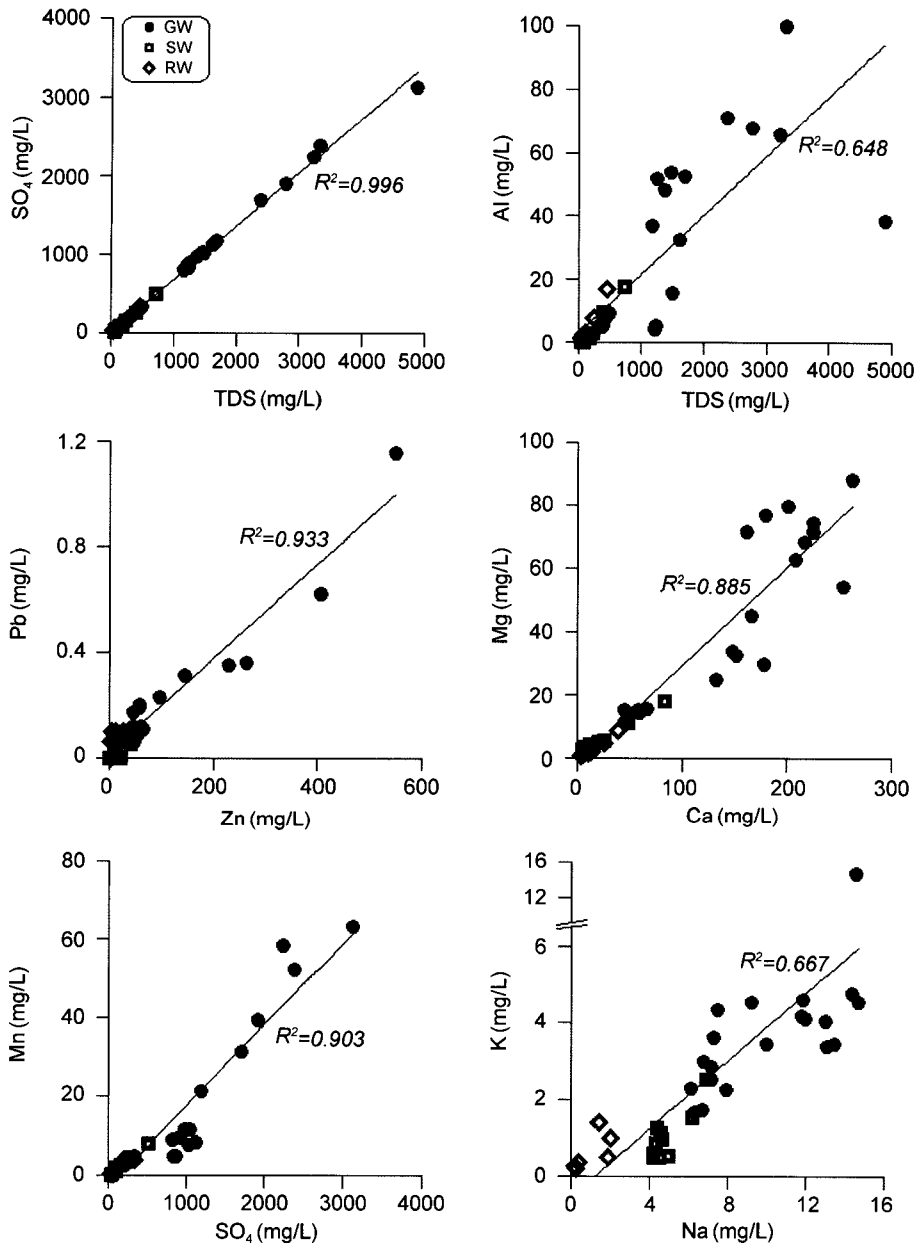 GW
SW
RW
SO4 (mg/L)
4000
3000
2000
1000
0
R²=0.996
0 1000 2000 3000 4000 5000
TDS (mg/L)
Al (mg/L)
100
80
60
40
20
0
R²=0.648
0 1000 2000 3000 4000 5000
TDS (mg/L)
Pb (mg/L)
1.2
0.8
0.4
0
R²=0.933
0 200 400 600
Zn (mg/L)
Mg (mg/L)
100
80
60
40
20
0
R²=0.885
0 100 200 300
Ca (mg/L)
Mn (mg/L)
80
60
40
20
0
R²=0.903
0 1000 2000 3000 4000
SO4 (mg/L)
K (mg/L)
16
12
6
4
2
0
R²=0.667
0 4 8 12 16
Na (mg/L)